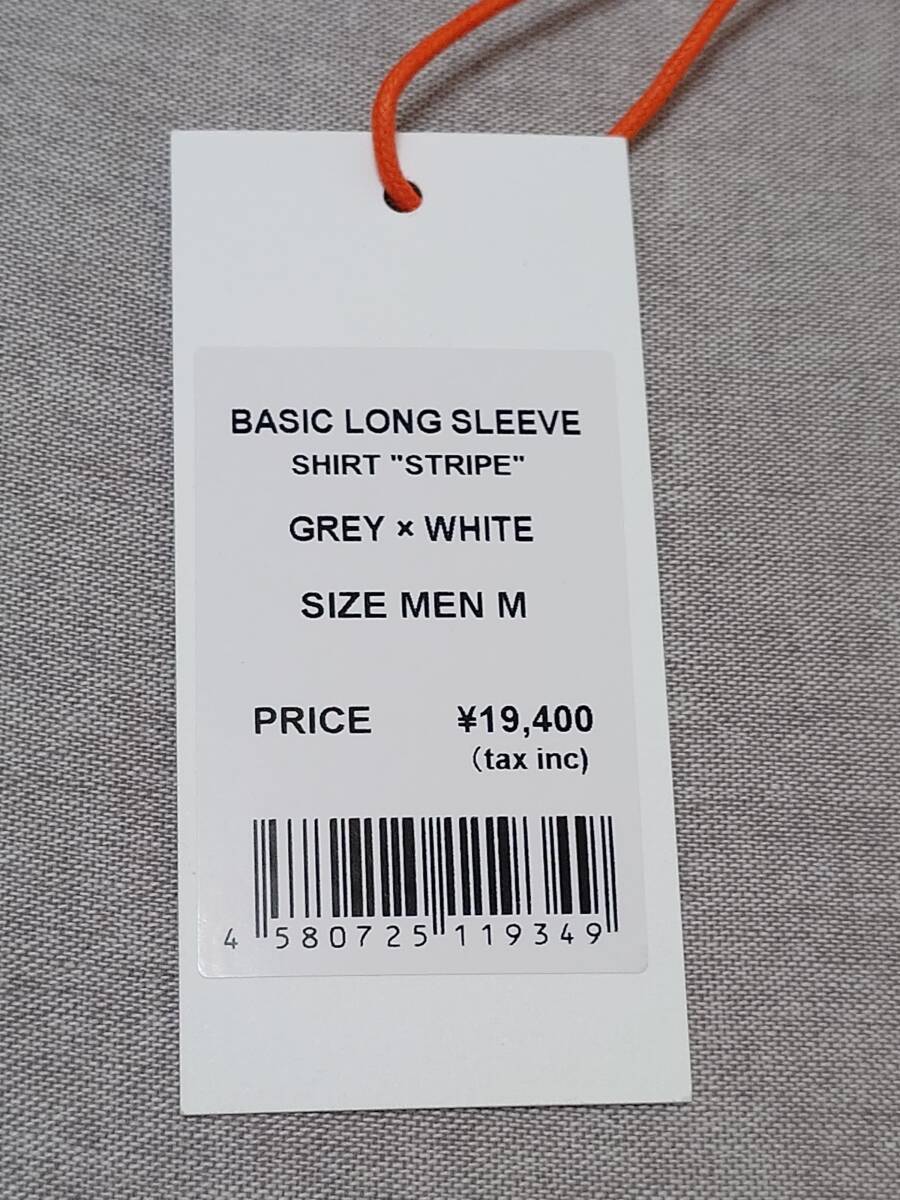 BASIC LONG SLEEVE
SHIRT "STRIPE"
GREY × WHITE
SIZE MEN M
PRICE ¥19,400
(tax inc)
4 580725 119349